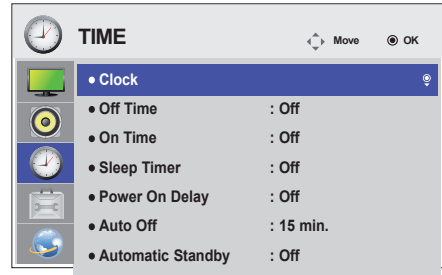 TIME
Move OK
● Clock
● Off Time : Off
● On Time : Off
● Sleep Timer : Off
● Power On Delay : Off
● Auto Off : 15 min.
● Automatic Standby : Off